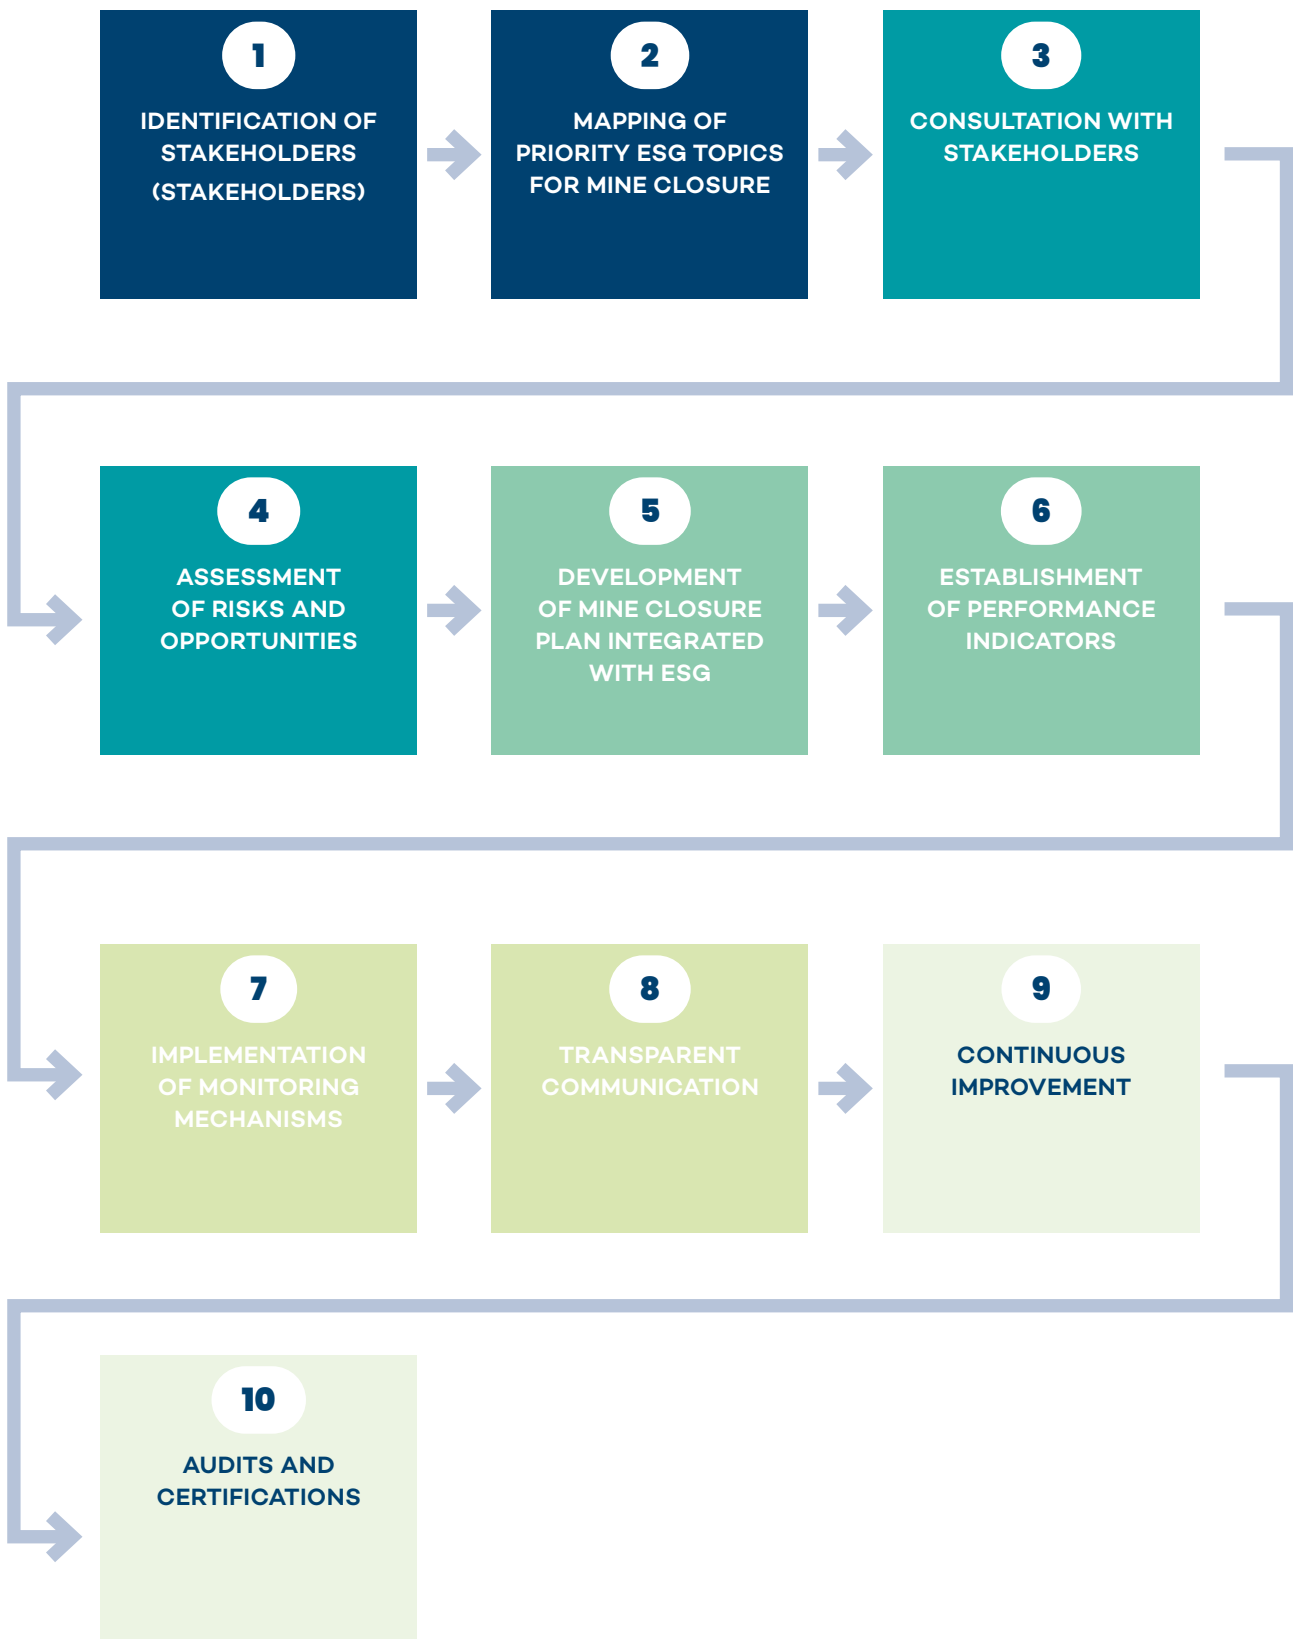 1
IDENTIFICATION OF
STAKEHOLDERS
(STAKEHOLDERS)
2
MAPPING OF
PRIORITY ESG TOPICS
FOR MINE CLOSURE
3
CONSULTATION WITH
STAKEHOLDERS
4
ASSESSMENT
OF RISKS AND
OPPORTUNITIES
5
DEVELOPMENT
OF MINE CLOSURE
PLAN INTEGRATED
WITH ESG
6
ESTABLISHMENT
OF PERFORMANCE
INDICATORS
7
IMPLEMENTATION
OF MONITORING
MECHANISMS
8
TRANSPARENT
COMMUNICATION
9
CONTINUOUS
IMPROVEMENT
10
AUDITS AND
CERTIFICATIONS